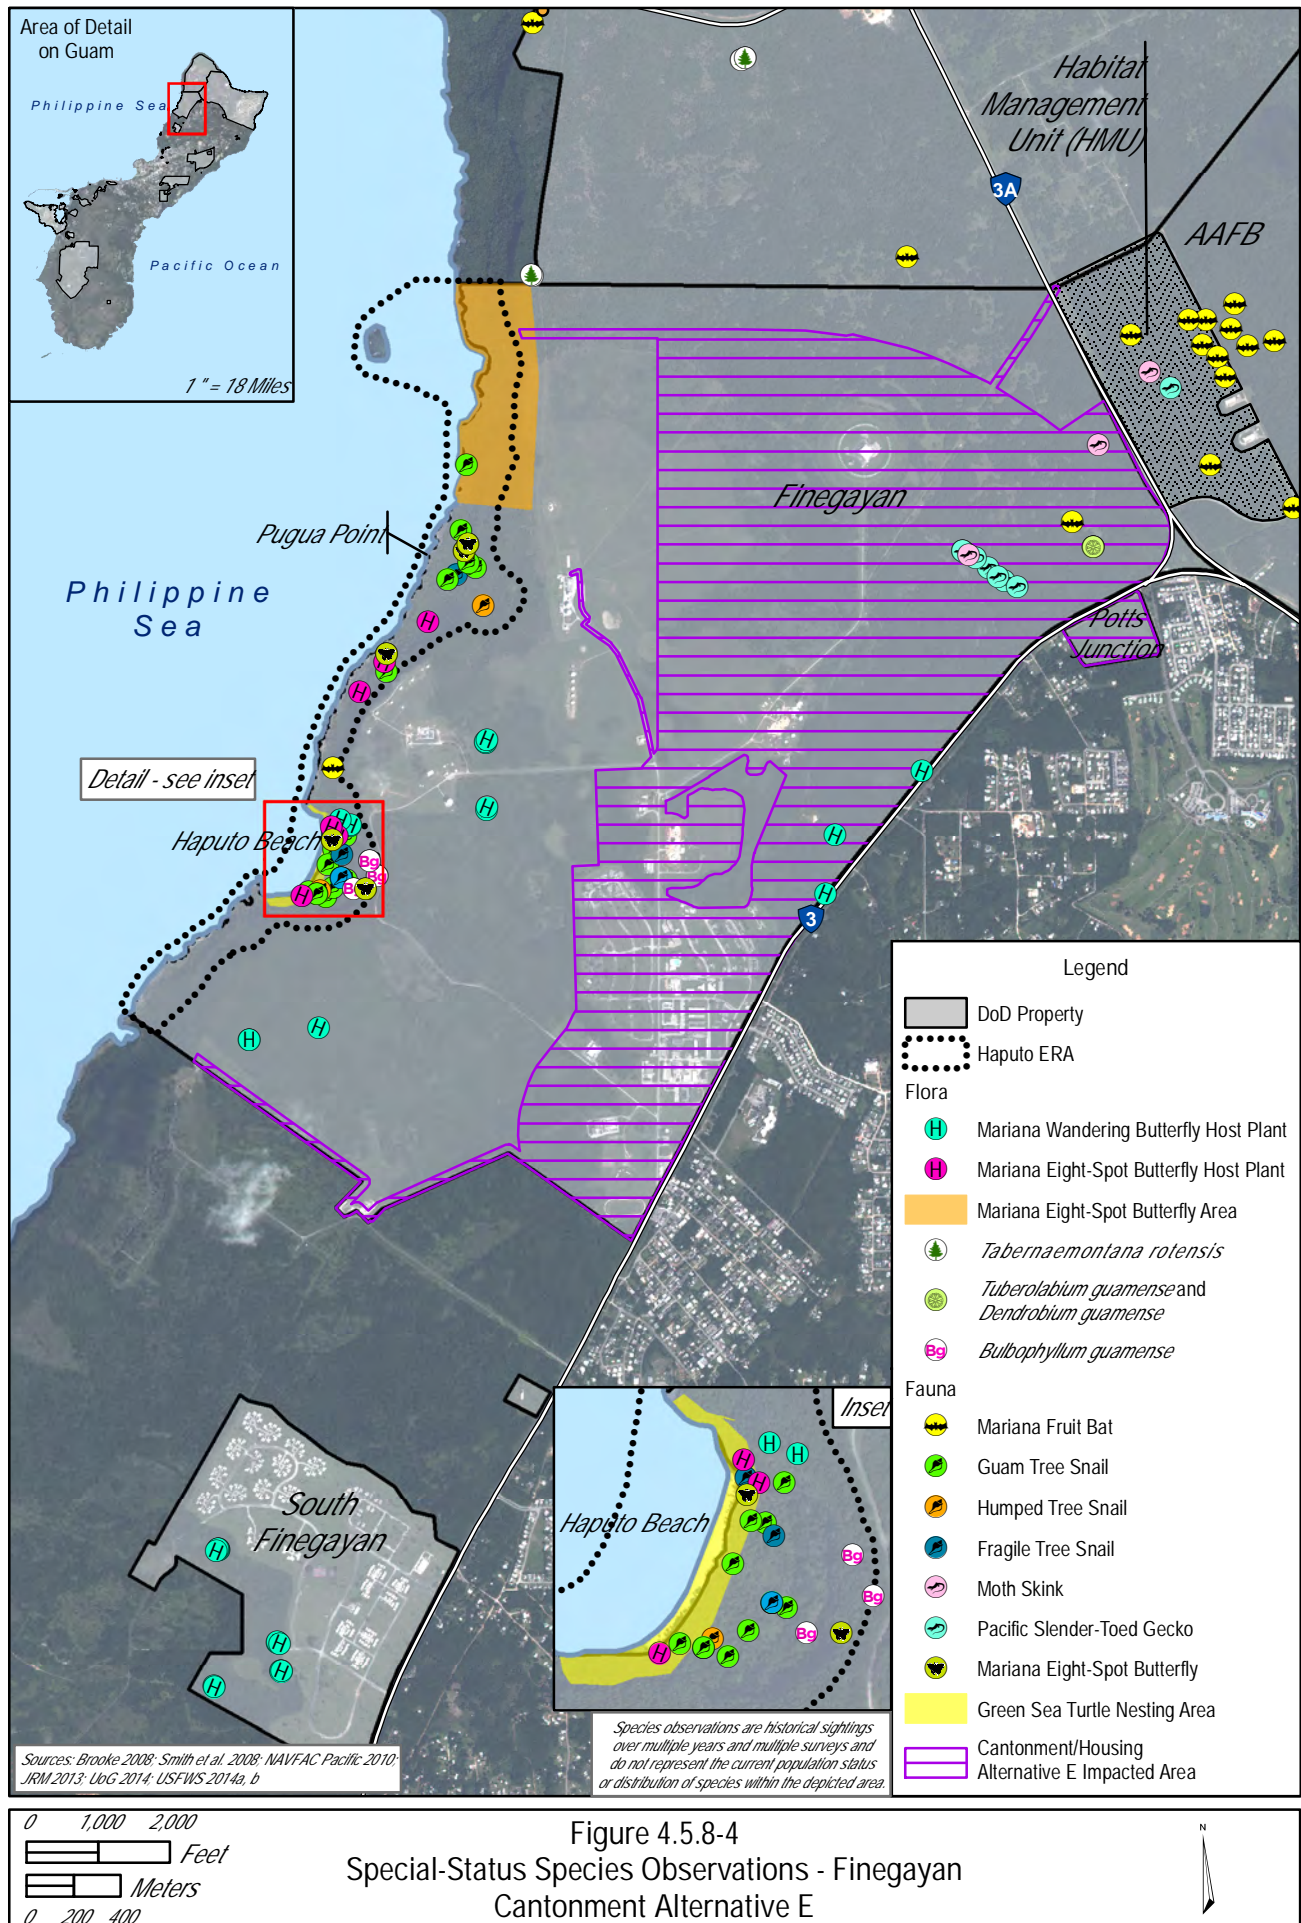 Area of Detail
on Guam
Philippine Sea
Pacific Ocean
1 " = 18 Miles
Habitat
Management
Unit (HMU)
3A
AAFB
Finegayan
Pugua Point
Philippine
Sea
Potts
Junction
Detail - see inset
Haputo Beach
H
H
H
H
H
H
H
H
H
H
H
H
H
Bg
Bg
B
H
3
H
H
South
Finegayan
H
H
H
H
Inset
Haputo Beach
H
H
H
H
H
Bg
Bg
Bg
Species observations are historical sightings
over multiple years and multiple surveys and
do not represent the current population status
or distribution of species within the depicted area.
Sources: Brooke 2008; Smith et al. 2008; NAVFAC Pacific 2010;
JRM 2013; UoG 2014; USFWS 2014a, b
Legend
DoD Property
Haputo ERA
Flora
H Mariana Wandering Butterfly Host Plant
H Mariana Eight-Spot Butterfly Host Plant
Mariana Eight-Spot Butterfly Area
Tabernaemontana rotensis
Tuberolabium guamense and
Dendrobium guamense
Bg Bulbophyllum guamense
Fauna
Mariana Fruit Bat
Guam Tree Snail
Humped Tree Snail
Fragile Tree Snail
Moth Skink
Pacific Slender-Toed Gecko
Mariana Eight-Spot Butterfly
Green Sea Turtle Nesting Area
Cantonment/Housing
Alternative E Impacted Area
0 1,000 2,000
Feet
Meters
0 200 400
Figure 4.5.8-4
Special-Status Species Observations - Finegayan
Cantonment Alternative E
N